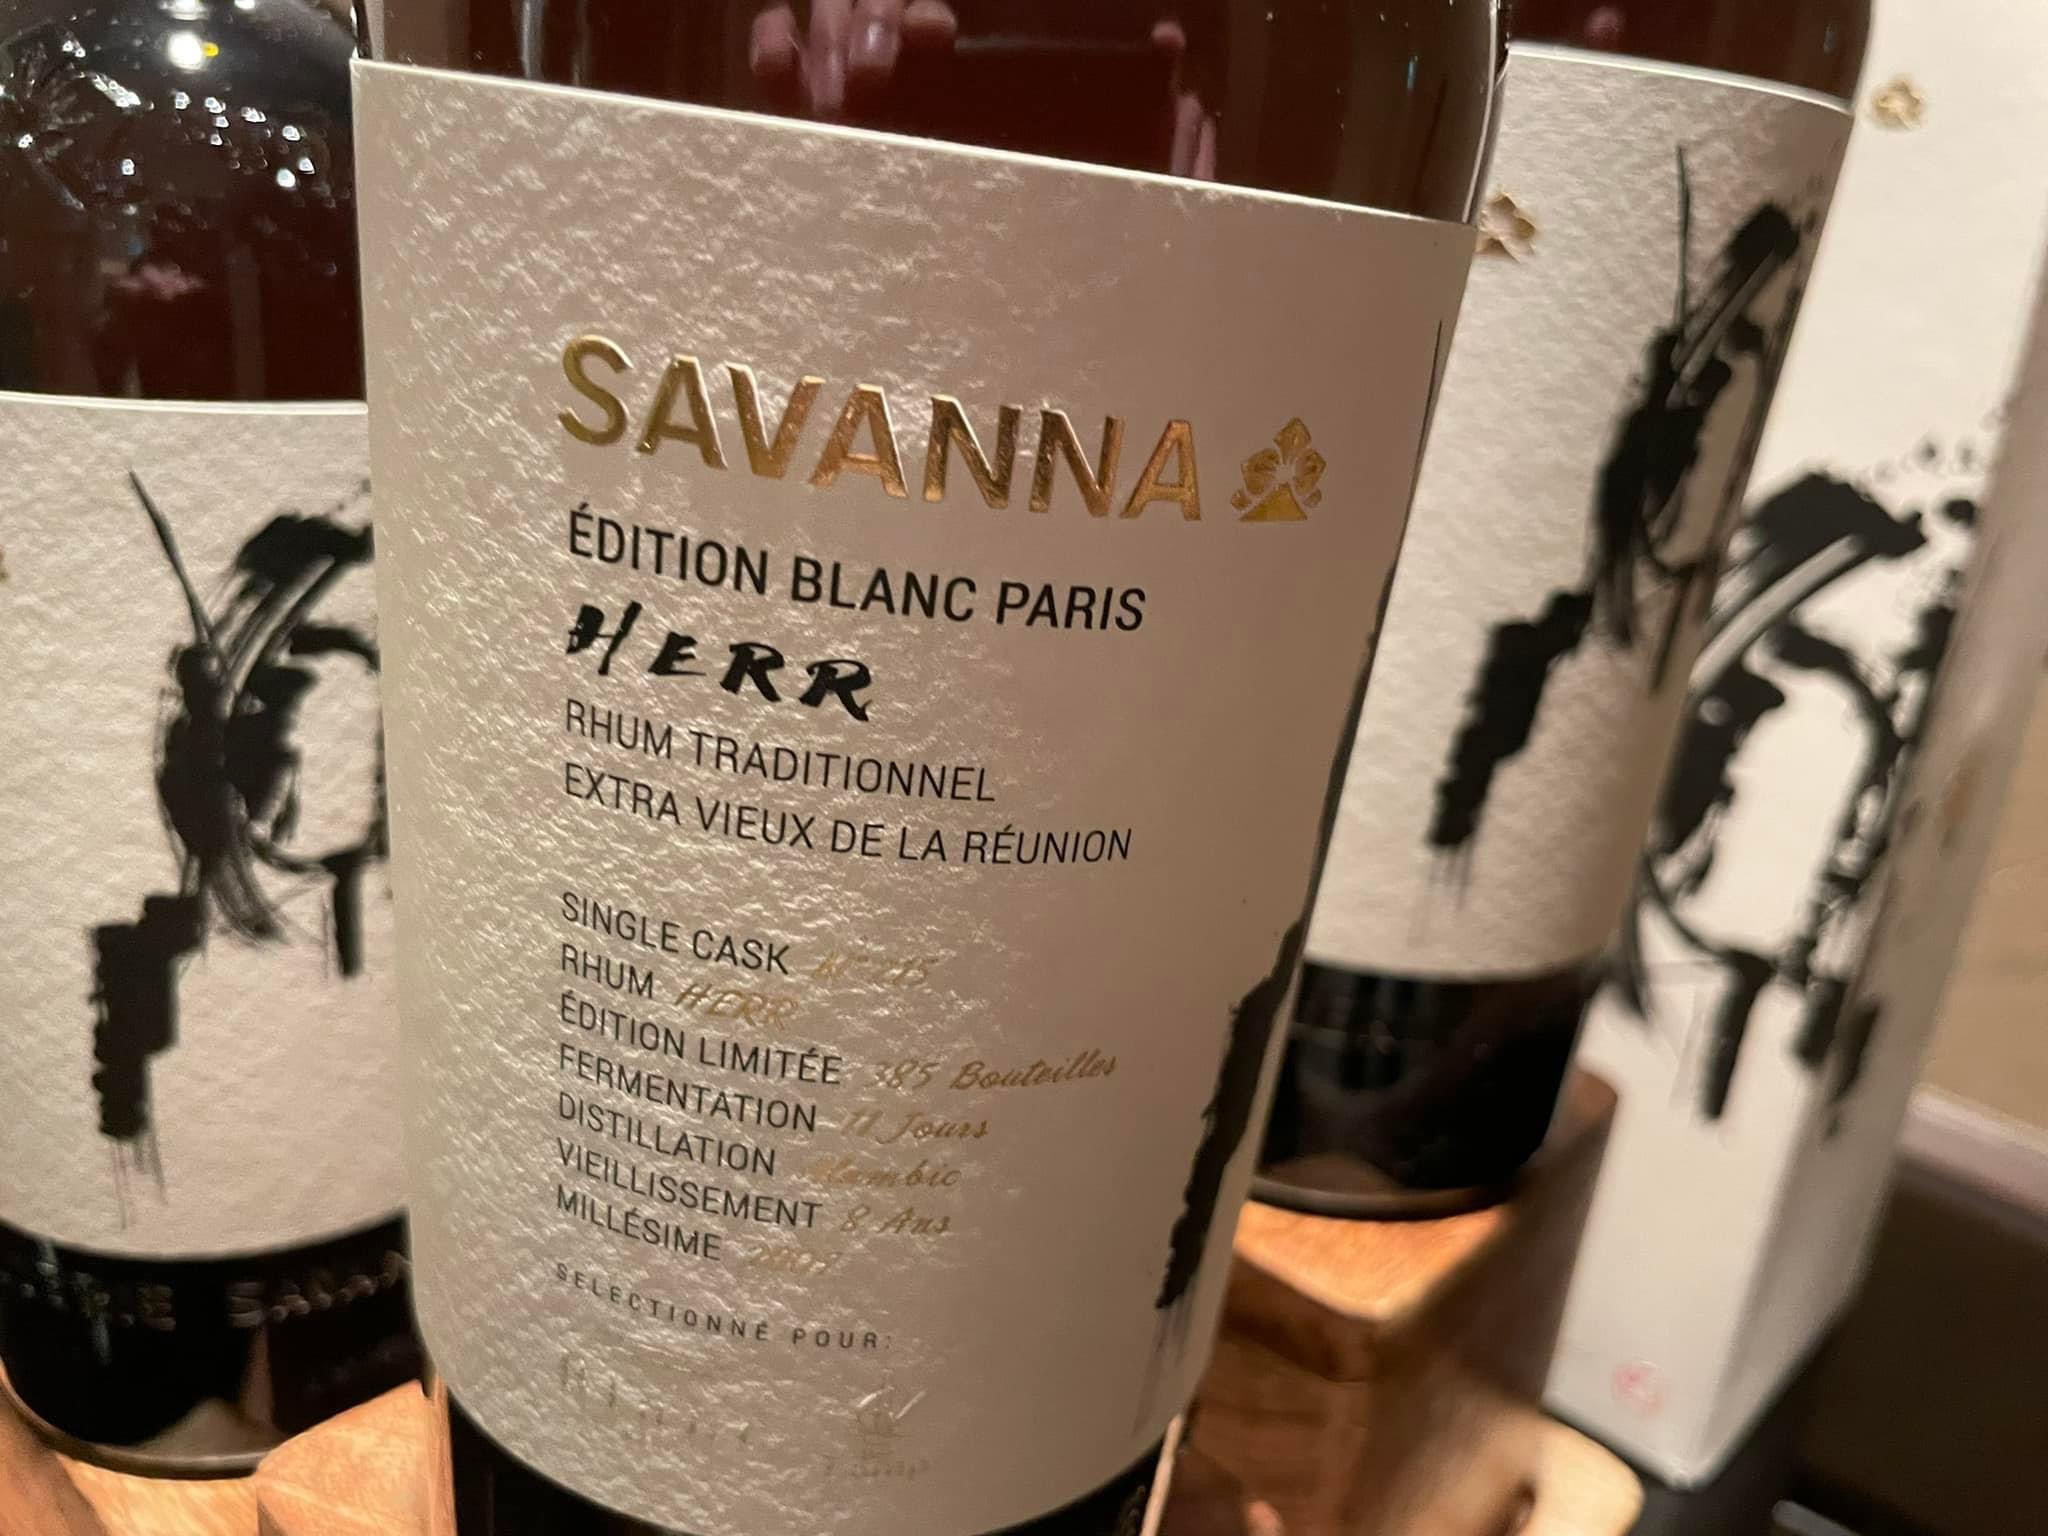 SAVANNA
ÉDITION BLANC PARIS
HERR
RHUM TRADITIONNEL
EXTRA VIEUX DE LA RÉUNION
SINGLE CASK
RHUM HERR
ÉDITION LIMITÉE 385 Bouteilles
FERMENTATION 11 Jours
DISTILLATION Alambic
VIEILLISSEMENT 8 Ans
MILLÉSIME
SELECTIONNÉ POUR: